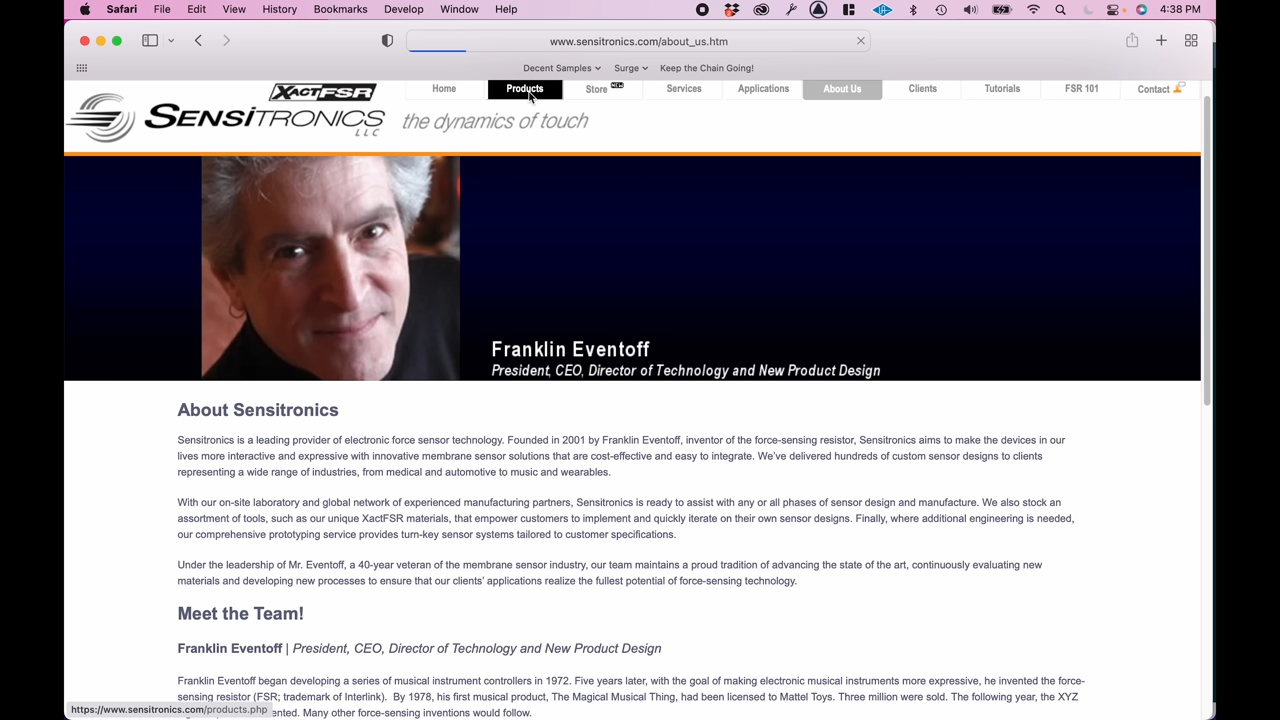 Safari File Edit View History Bookmarks Develop Window Help 4:38 PM
www.sensitronics.com/about_us.htm
Decent Samples Surge Keep the Chain Going!
XACTFSR
Home Products Store NEW Services Applications About Us Clients Tutorials FSR 101 Contact
SENSITRONICS LLC the dynamics of touch
Franklin Eventoff
President, CEO, Director of Technology and New Product Design
About Sensitronics
Sensitronics is a leading provider of electronic force sensor technology. Founded in 2001 by Franklin Eventoff, inventor of the force-sensing resistor, Sensitronics aims to make the devices in our
lives more interactive and expressive with innovative membrane sensor solutions that are cost-effective and easy to integrate. We've delivered hundreds of custom sensor designs to clients
representing a wide range of industries, from medical and automotive to music and wearables.
With our on-site laboratory and global network of experienced manufacturing partners, Sensitronics is ready to assist with any or all phases of sensor design and manufacture. We also stock an
assortment of tools, such as our unique XactFSR materials, that empower customers to implement and quickly iterate on their own sensor designs. Finally, where additional engineering is needed,
our comprehensive prototyping service provides turn-key sensor systems tailored to customer specifications.
Under the leadership of Mr. Eventoff, a 40-year veteran of the membrane sensor industry, our team maintains a proud tradition of advancing the state of the art, continuously evaluating new
materials and developing new processes to ensure that our clients' applications realize the fullest potential of force-sensing technology.
Meet the Team!
Franklin Eventoff | President, CEO, Director of Technology and New Product Design
Franklin Eventoff began developing a series of musical instrument controllers in 1972. Five years later, with the goal of making electronic musical instruments more expressive, he invented the force-
sensing resistor (FSR; trademark of Interlink). By 1978, his first musical product, The Magical Musical Thing, had been licensed to Mattel Toys. Three million were sold. The following year, the XYZ
https://www.sensitronics.com/products.php ented. Many other force-sensing inventions would follow.